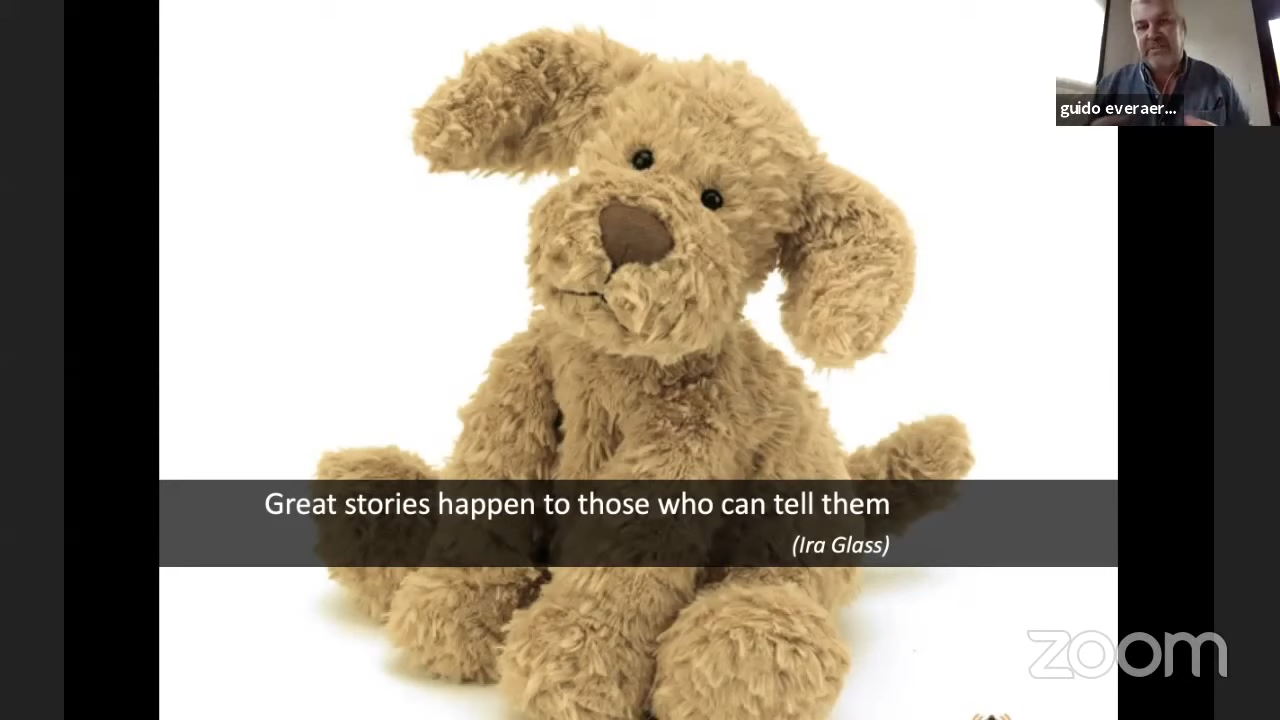 guido everaer...
Great stories happen to those who can tell them
(Ira Glass)
zoom